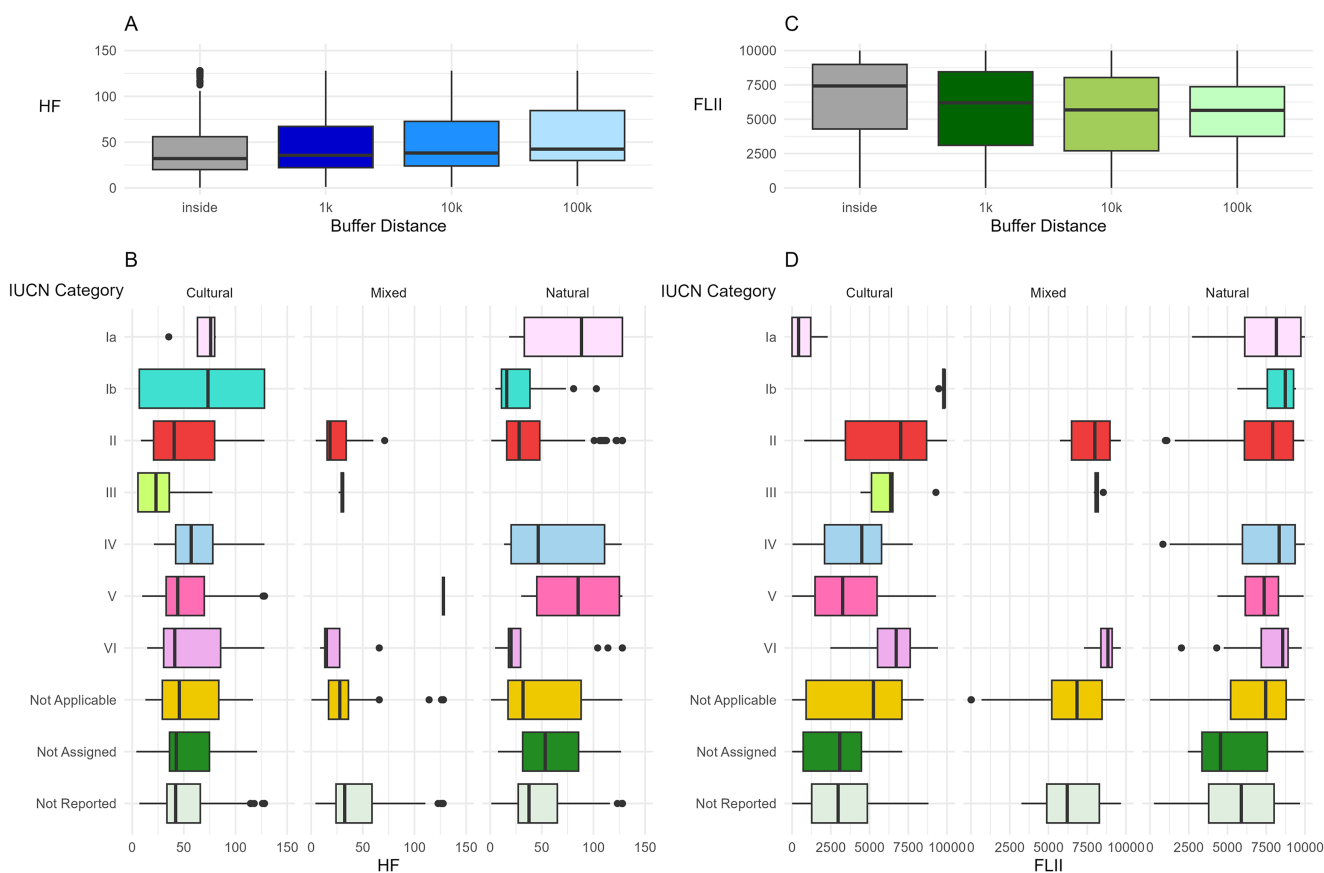 A
150
100
50
0
HF
inside 1k 10k 100k
Buffer Distance
C
10000
7500
5000
2500
0
FLII
inside 1k 10k 100k
Buffer Distance
B
IUCN Category
Cultural Mixed Natural
Ia
Ib
II
III
IV
V
VI
Not Applicable
Not Assigned
Not Reported
0 50 100 150 0 50 100 150 0 50 100 150
HF
D
IUCN Category
Cultural Mixed Natural
Ia
Ib
II
III
IV
V
VI
Not Applicable
Not Assigned
Not Reported
0 2500 5000 7500 10000 0 2500 5000 7500 10000 0 2500 5000 7500 10000
FLII